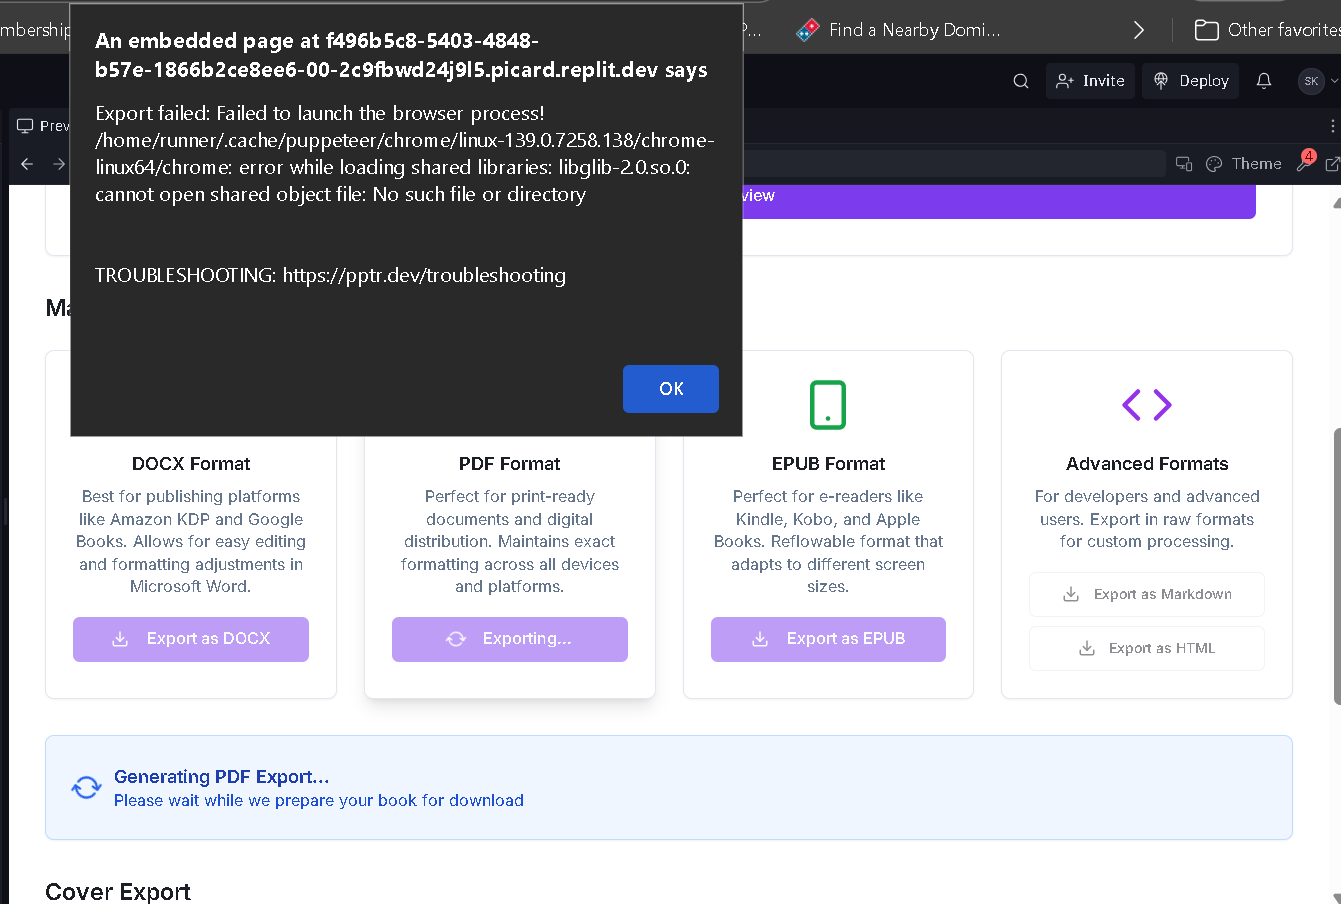 mbership
An embedded page at f496b5c8-5403-4848-
b57e-1866b2ce8ee6-00-2c9fbwd24j9l5.picard.replit.dev says
P...
Find a Nearby Domi...
Other favorites
Invite
Deploy
SK
Prev
Export failed: Failed to launch the browser process!
/home/runner/.cache/puppeteer/chrome/linux-139.0.7258.138/chrome-
linux64/chrome: error while loading shared libraries: libglib-2.0.so.0:
cannot open shared object file: No such file or directory
TROUBLESHOOTING: https://pptr.dev/troubleshooting
OK
Theme
4
view
Ma
DOCX Format
Best for publishing platforms
like Amazon KDP and Google
Books. Allows for easy editing
and formatting adjustments in
Microsoft Word.
Export as DOCX
PDF Format
Perfect for print-ready
documents and digital
distribution. Maintains exact
formatting across all devices
and platforms.
Exporting...
EPUB Format
Perfect for e-readers like
Kindle, Kobo, and Apple
Books. Reflowable format that
adapts to different screen
sizes.
Export as EPUB
Advanced Formats
For developers and advanced
users. Export in raw formats
for custom processing.
Export as Markdown
Export as HTML
Generating PDF Export...
Please wait while we prepare your book for download
Cover Export